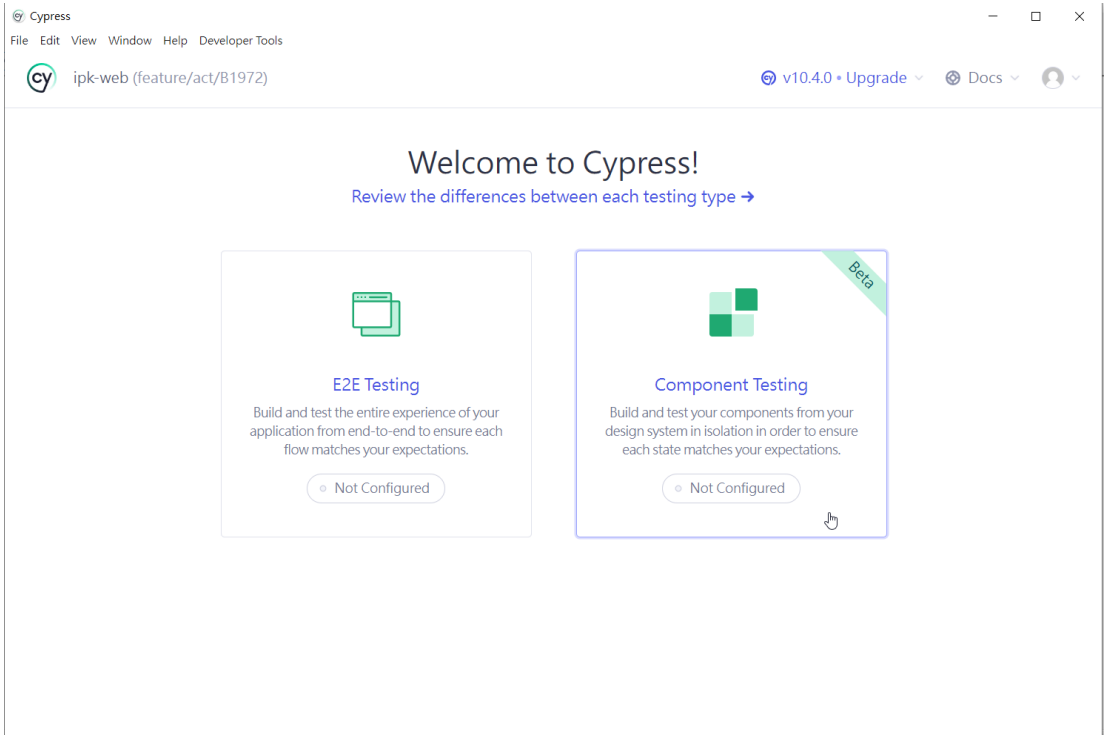 Cypress
File Edit View Window Help Developer Tools
cy ipk-web (feature/act/B1972) v10.4.0 • Upgrade Docs
Welcome to Cypress!
Review the differences between each testing type →
Beta
E2E Testing
Build and test the entire experience of your
application from end-to-end to ensure each
flow matches your expectations.
Not Configured
Component Testing
Build and test your components from your
design system in isolation in order to ensure
each state matches your expectations.
Not Configured